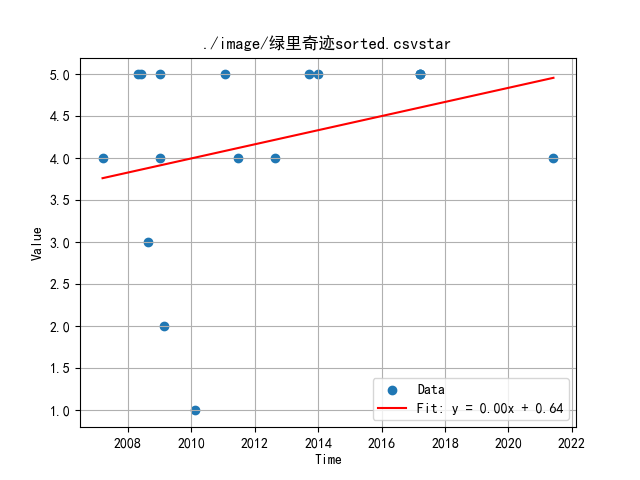 ./image/绿里奇迹sorted.csvstar
Value
5.0
4.5
4.0
3.5
3.0
2.5
2.0
1.5
1.0
Data
Fit: y = 0.00x + 0.64
2008 2010 2012 2014 2016 2018 2020 2022
Time